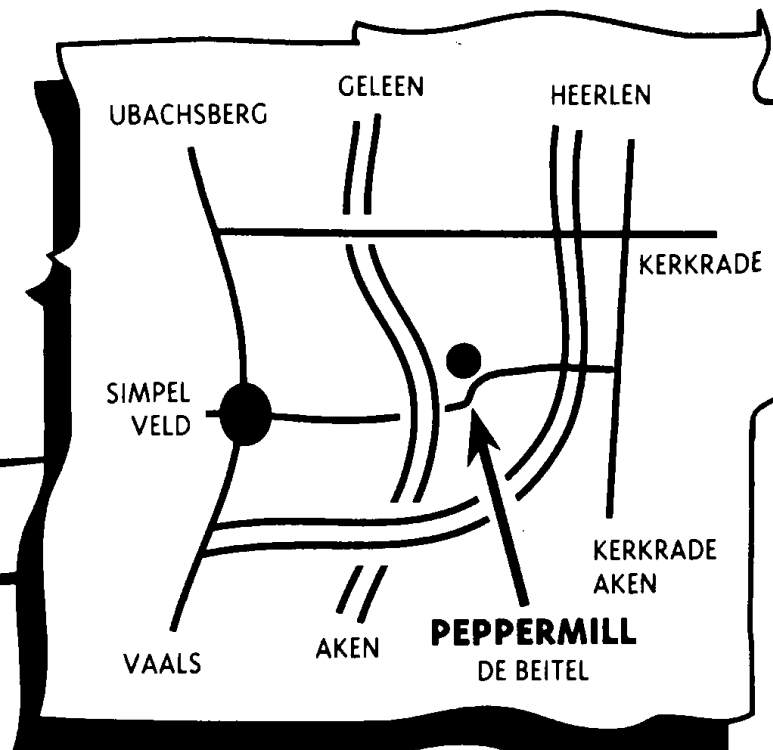 GELEEN
HEERLEN
UBACHSBERG
KERKRADE
SIMPEL
VELD
KERKRADE
AKEN
PEPPERMILL
DE BEITEL
AKEN
VAALS